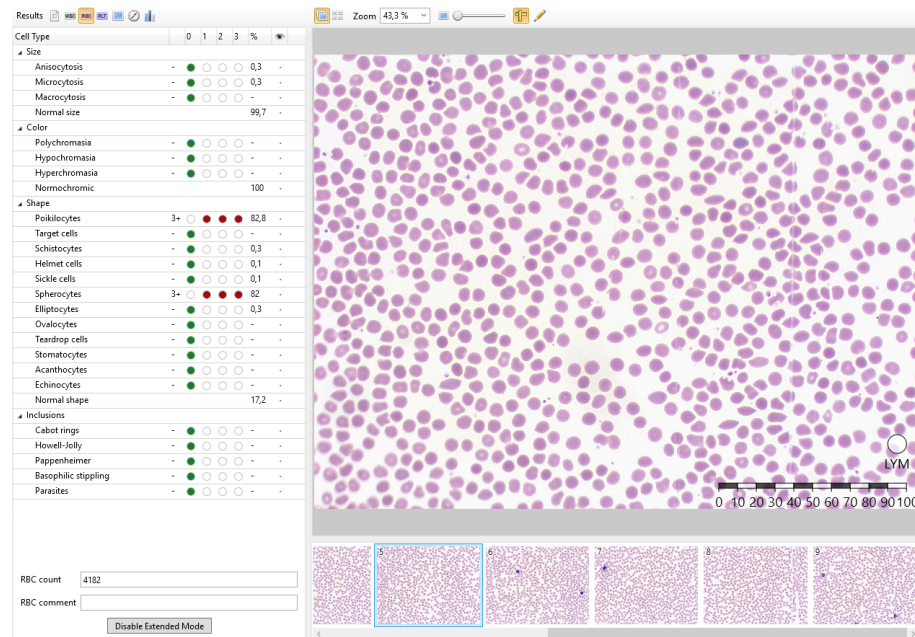 Results WBC RBC PLT
Zoom 43,3 %
Cell Type 0 1 2 3 %
Size
Anisocytosis - 0,3 -
Microcytosis - 0,3 -
Macrocytosis - - -
Normal size 99,7 -
Color
Polychromasia - - -
Hypochromasia - - -
Hyperchromasia - - -
Normochromic 100 -
Shape
Poikilocytes 3+ 82,8 -
Target cells - - -
Schistocytes - 0,3 -
Helmet cells - 0,1 -
Sickle cells - 0,1 -
Spherocytes 3+ 82 -
Elliptocytes - 0,3 -
Ovalocytes - - -
Teardrop cells - - -
Stomatocytes - - -
Acanthocytes - - -
Echinocytes - - -
Normal shape 17,2 -
Inclusions
Cabot rings - - -
Howell-Jolly - - -
Pappenheimer - - -
Basophilic stippling - - -
Parasites - - -
RBC count 4182
RBC comment
Disable Extended Mode
LYM
0 10 20 30 40 50 60 70 80 90 100
5 6 7 8 9